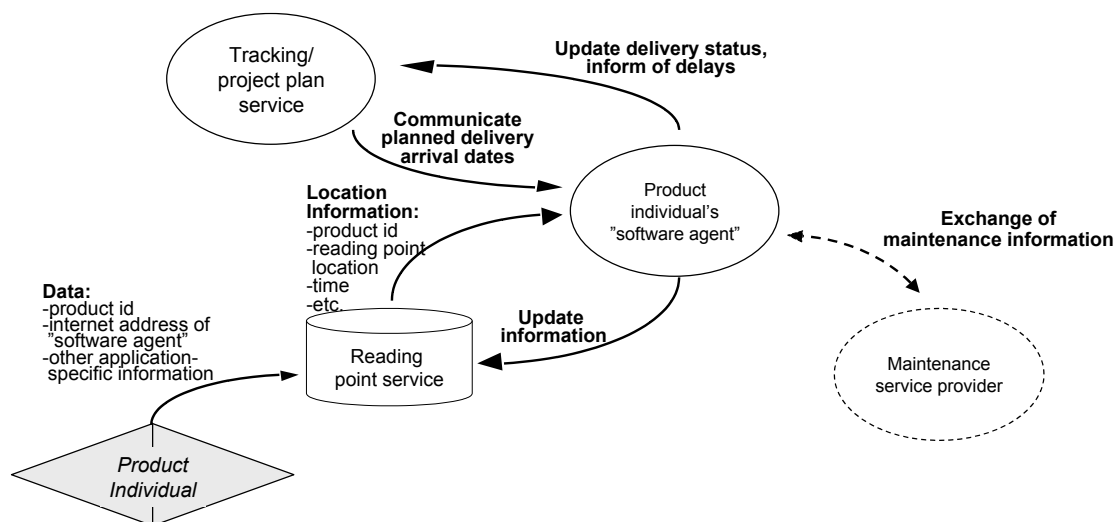 Tracking/
project plan
service
Update delivery status,
inform of delays
Communicate
planned delivery
arrival dates
Product
individual's
"software agent"
Location
Information:
-product id
-reading point
location
-time
-etc.
Exchange of
maintenance information
Data:
-product id
-internet address of
"software agent"
-other application-
specific information
Update
information
Reading
point service
Maintenance
service provider
Product
Individual